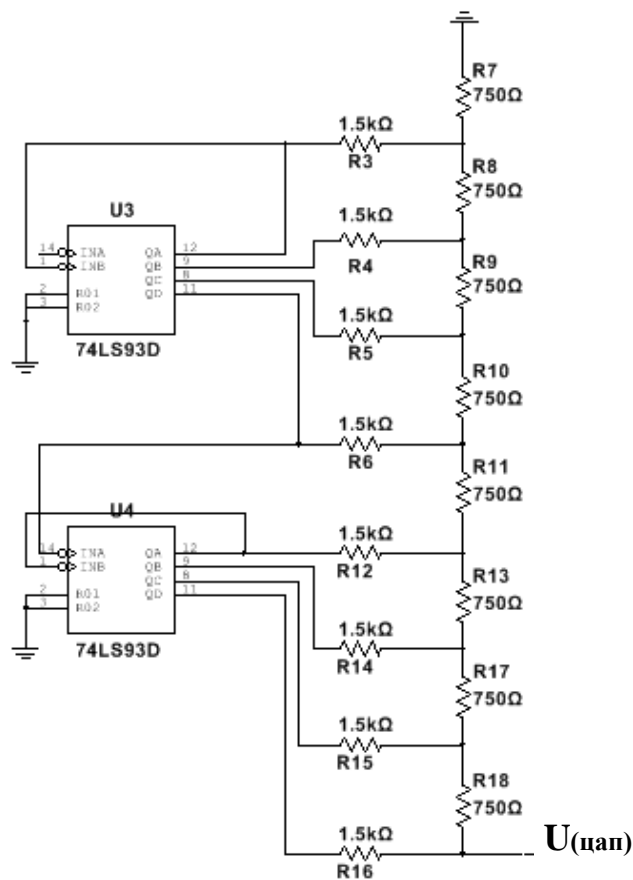 R7
750Ω
1.5kΩ
R3
R8
750Ω
U3
14 INA QA 12
1 INB QB 9
QC 8
2 R01 QD 11
3 R02
74LS93D
1.5kΩ
R4
R9
750Ω
1.5kΩ
R5
R10
750Ω
1.5kΩ
R6
R11
750Ω
U4
14 INA QA 12
1 INB QB 9
QC 8
2 R01 QD 11
3 R02
74LS93D
1.5kΩ
R12
R13
750Ω
1.5kΩ
R14
R17
750Ω
1.5kΩ
R15
R18
750Ω
1.5kΩ
R16
U(цап)